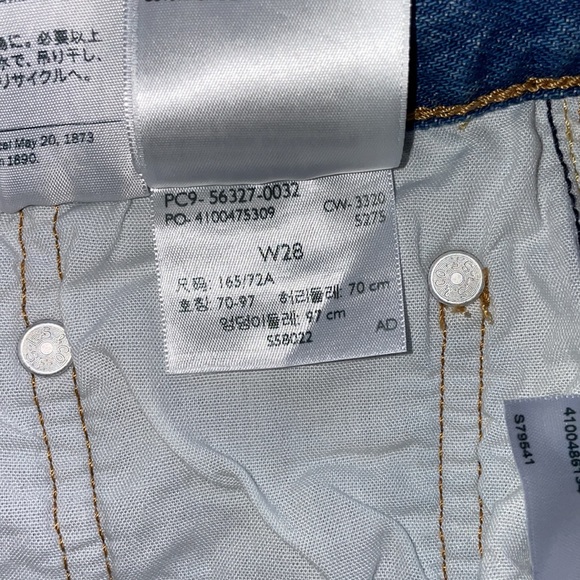 に。必要以上
水で、吊り干し、
リサイクルへ。
May 20, 1873
1890.
PC9- 56327-0032
PO- 4100475309
CW- 3320
5275
W28
尺码: 165/72A
호칭 70-97 허리둘레: 70 cm
엉덩이둘레: 97 cm
S58022
AD
S79541